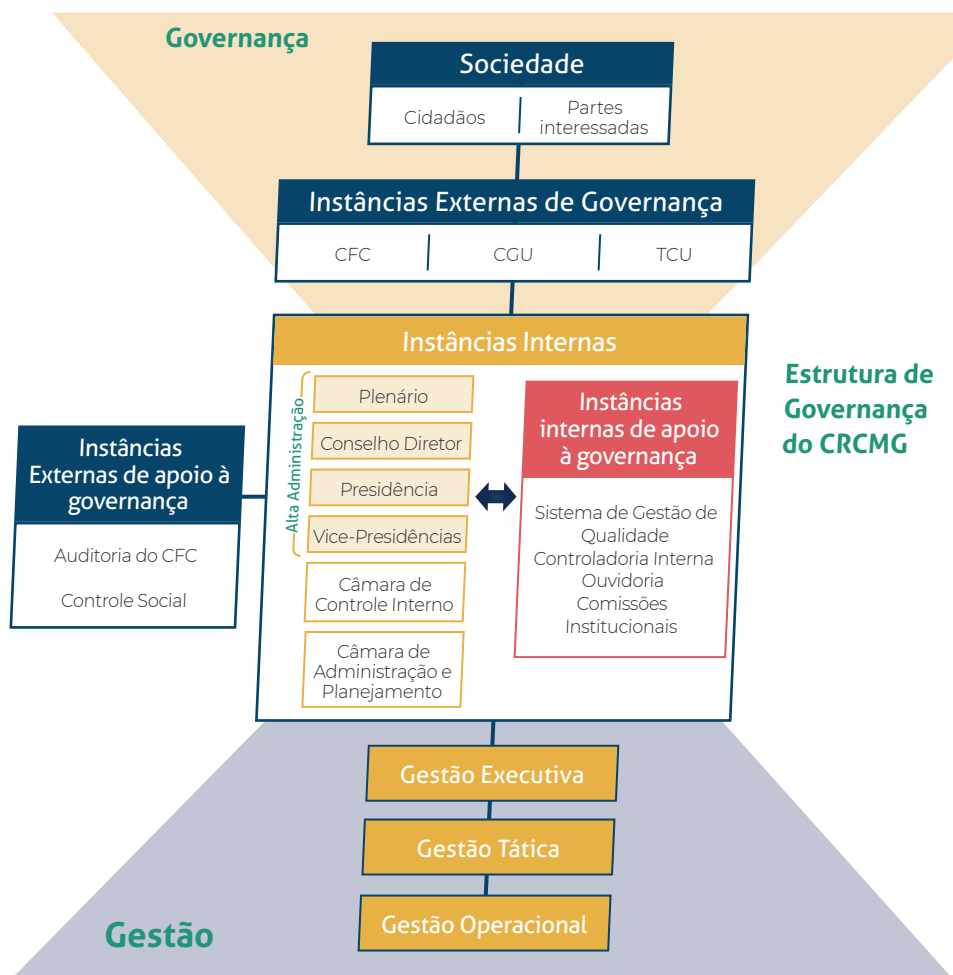 Governança
Sociedade
Cidadãos
Partes
interessadas
Instâncias Externas de Governança
CFC
CGU
TCU
Instâncias Internas
Alta Administração
Plenário
Conselho Diretor
Presidência
Vice-Presidências
Câmara de
Controle Interno
Câmara de
Administração e
Planejamento
Instâncias
internas de apoio
à governança
Sistema de Gestão de
Qualidade
Controladoria Interna
Ouvidoria
Comissões
Institucionais
Estrutura de
Governança
do CRCMG
Instâncias
Externas de apoio à
governança
Auditoria do CFC
Controle Social
Gestão Executiva
Gestão Tática
Gestão Operacional
Gestão